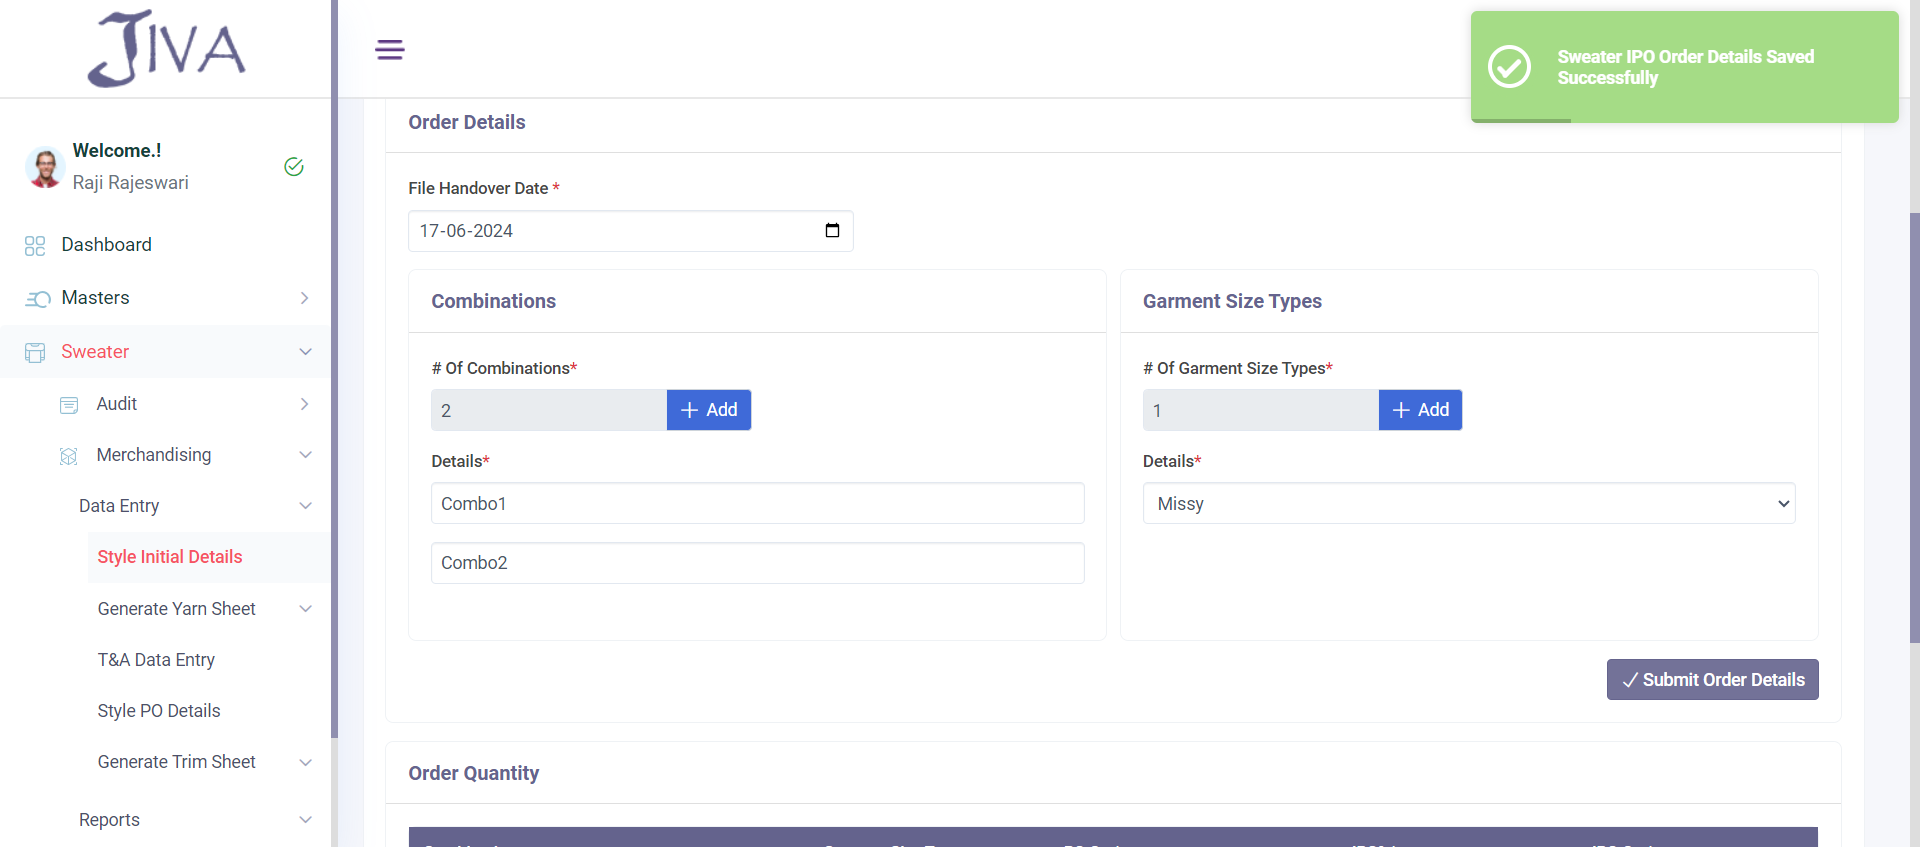 JIVA
Sweater IPO Order Details Saved
Successfully
Welcome.!
Raji Rajeswari
Dashboard
Masters
Sweater
Audit
Merchandising
Data Entry
Style Initial Details
Generate Yarn Sheet
T&A Data Entry
Style PO Details
Generate Trim Sheet
Reports
Order Details
File Handover Date *
17-06-2024
Combinations
# Of Combinations*
2
Add
Details*
Combo1
Combo2
Garment Size Types
# Of Garment Size Types*
1
Add
Details*
Missy
Submit Order Details
Order Quantity